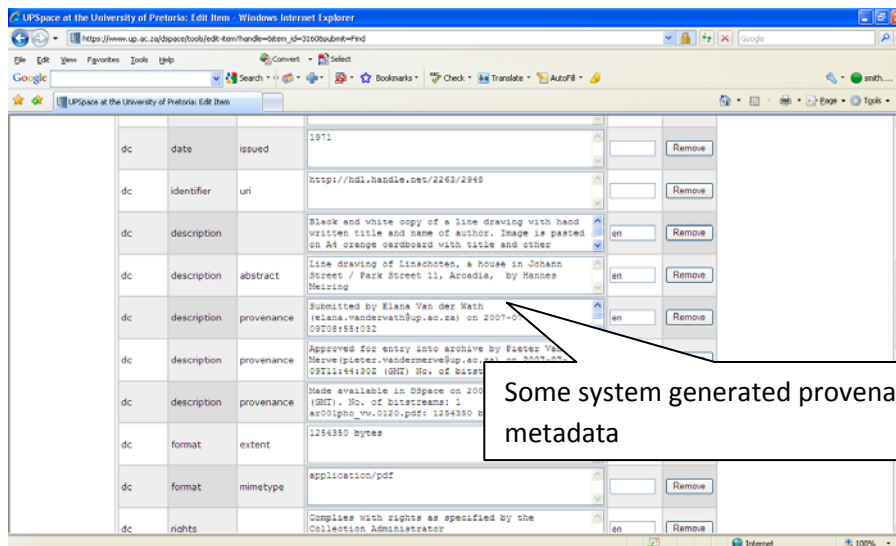 UPSpace at the University of Pretoria: Edit Item - Windows Internet Explorer
https://www.up.ac.za/dspace/tools/edit-item?handle=&item_id=3160&submit=Find
Google
File Edit View Favorites Tools Help Convert Select
Google Search Bookmarks Check Translate AutoFill smith....
UPSpace at the University of Pretoria: Edit Item Page Tools
dc date issued 1971 Remove
dc identifier uri http://hdl.handle.net/2263/2948 Remove
dc description Black and white copy of a line drawing with hand
written title and name of author. Image is pasted
on A4 orange cardboard with title and other
en Remove
dc description abstract Line drawing of Linschoten, a house in Johann
Street / Park Street 11, Arcadia, by Hannes
Meiring
en Remove
dc description provenance Submitted by Elana Van der Wath
(elana.vanderwath@up.ac.za) on 2007-0
09T08:55:03Z
en Remove
dc description provenance Approved for entry into archive by Pieter Van
Merwe(pieter.vandermerwe@up.ac.za) on 2007-07-
09T11:44:30Z (GMT) No. of bitst
dc description provenance Made available in DSpace on 200
(GMT). No. of bitstreams: 1
ar001pho_vw.0120.pdf: 1254350 b
Some system generated provena
metadata
dc format extent 1254350 bytes
dc format mimetype application/pdf Remove
dc rights Complies with rights as specified by the
Collection Administrator
en Remove
Internet 100%